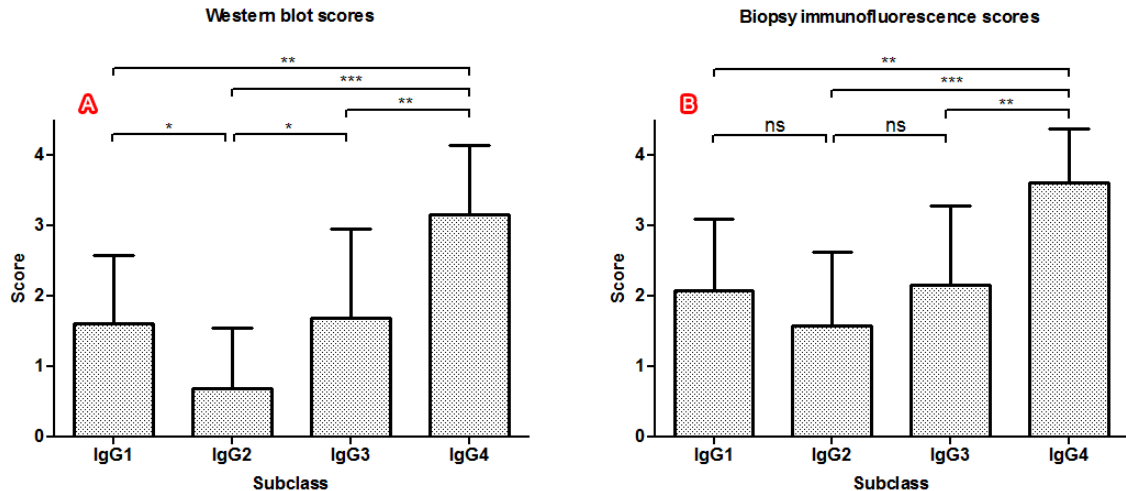 Western blot scores
**
***
A
**
*
*
4
3
2
1
0
Score
IgG1 IgG2 IgG3 IgG4
Subclass
Biopsy immunofluorescence scores
**
***
B
**
ns
ns
4
3
2
1
0
Score
IgG1 IgG2 IgG3 IgG4
Subclass